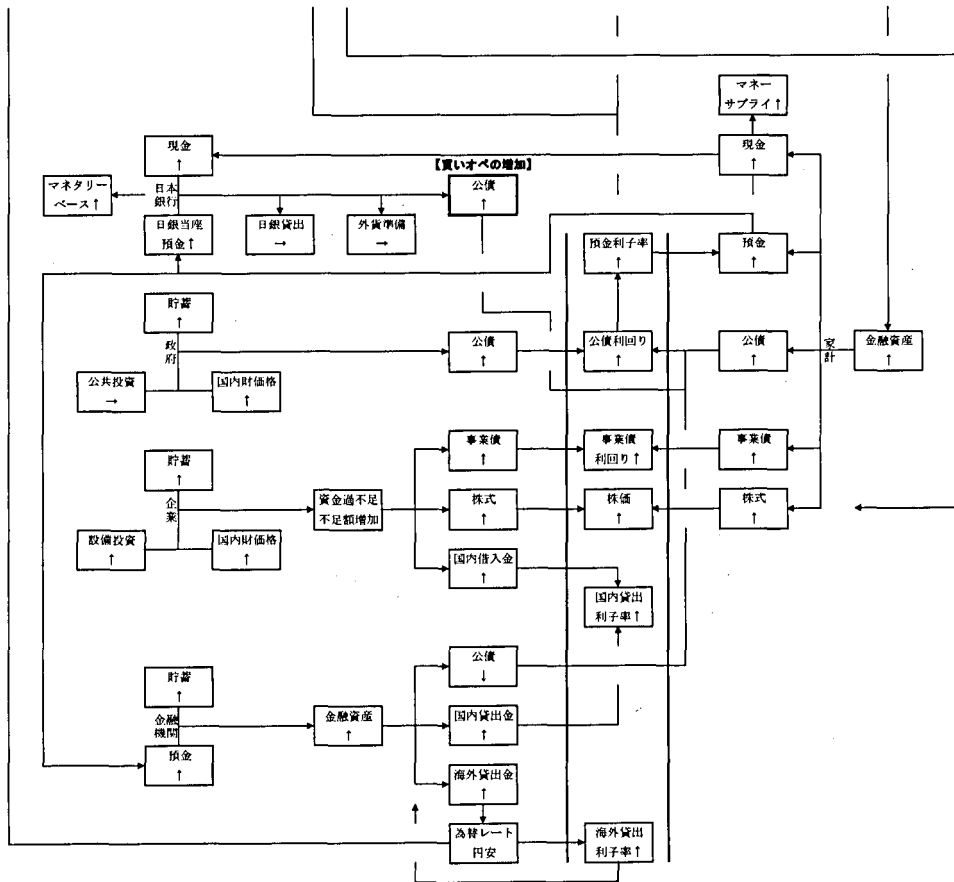 マネー
サプライ↑
現金
↑
現金
↑
【買いオペの増加】
マネタリー
ベース↑
日本
銀行
公債
↑
日銀当座
預金↑
日銀貸出
→
外貨準備
→
預金利子率
↑
預金
↑
貯蓄
↑
政
府
公債
↑
公債利回り
↑
公債
↑
家
計
金融資産
↑
公共投資
→
国内財価格
↑
事業債
↑
事業債
利回り↑
事業債
↑
貯蓄
↑
企
業
資金過不足
不足額増加
株式
↑
株価
↑
株式
↑
設備投資
↑
国内財価格
↑
国内借入金
↑
国内貸出
利子率↑
公債
↓
貯蓄
↑
金融
機関
金融資産
↑
国内貸出金
↑
預金
↑
海外貸出金
↑
為替レート
円安
海外貸出
利子率↑